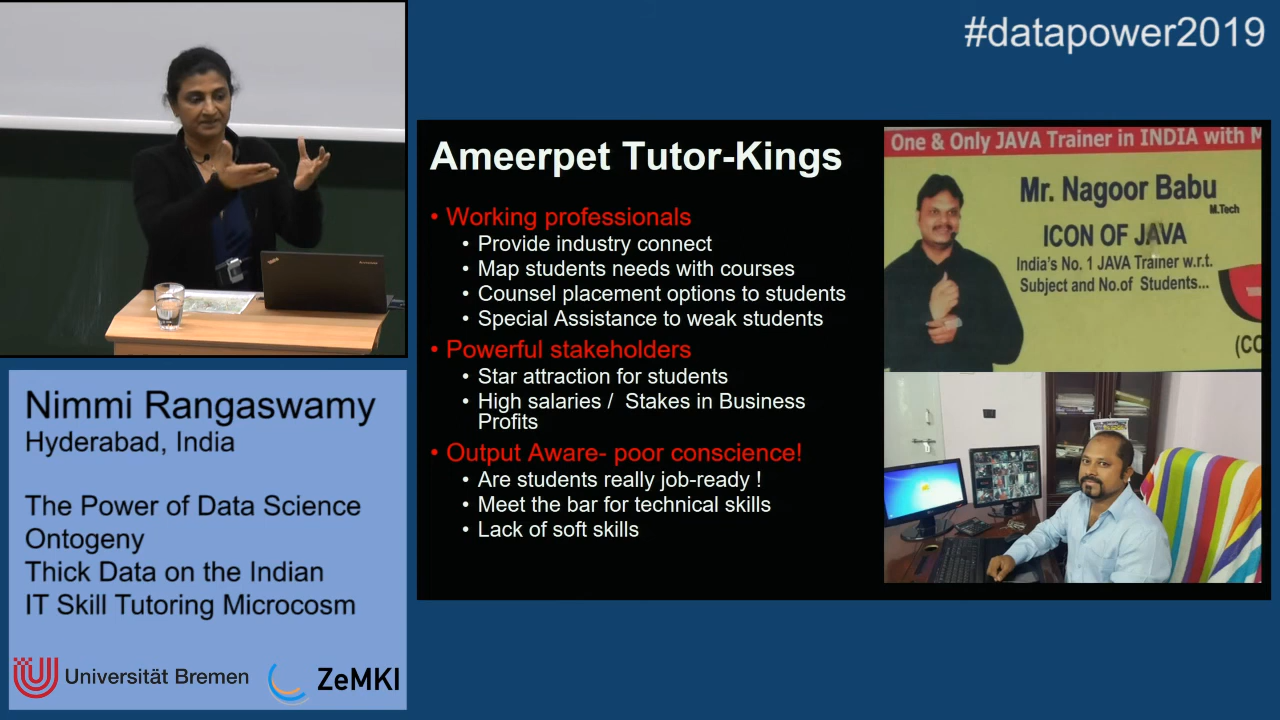 #datapower2019
Ameerpet Tutor-Kings
• Working professionals
• Provide industry connect
• Map students needs with courses
• Counsel placement options to students
• Special Assistance to weak students
• Powerful stakeholders
• Star attraction for students
• High salaries / Stakes in Business
Profits
• Output Aware- poor conscience!
• Are students really job-ready !
• Meet the bar for technical skills
• Lack of soft skills
One & Only JAVA Trainer in INDIA with M
Mr. Nagoor Babu
M.Tech
ICON OF JAVA
India's No. 1 JAVA Trainer w.r.t.
Subject and No.of Students...
(CO
Nimmi Rangaswamy
Hyderabad, India
The Power of Data Science
Ontogeny
Thick Data on the Indian
IT Skill Tutoring Microcosm
Universität Bremen
ZeMKI